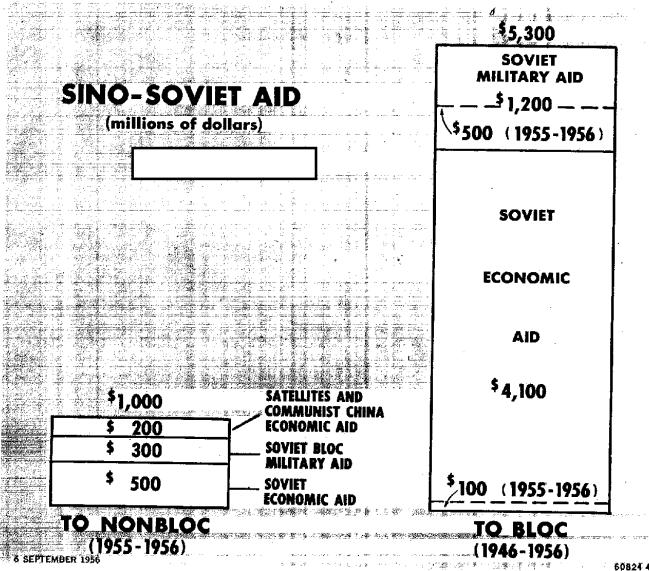 SINO-SOVIET AID
(millions of dollars)
$5,300
SOVIET
MILITARY AID
$1,200
$500 (1955-1956)
SOVIET
ECONOMIC
AID
$4,100
$100 (1955-1956)
TO BLOC
(1946-1956)
$1,000
$ 200
$ 300
$ 500
SATELLITES AND
COMMUNIST CHINA
ECONOMIC AID
SOVIET BLOC
MILITARY AID
SOVIET
ECONOMIC AID
TO NONBLOC
(1955-1956)
6 SEPTEMBER 1956
60824 4